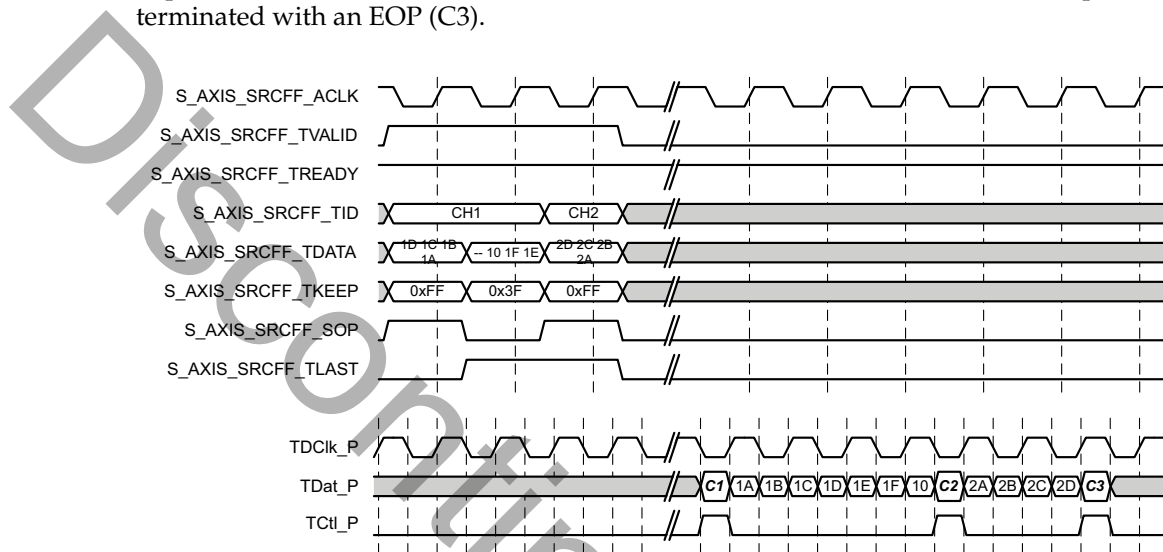 terminated with an EOP (C3).
S_AXIS_SRCFF_ACLK
S_AXIS_SRCFF_TVALID
S_AXIS_SRCFF_TREADY
S_AXIS_SRCFF_TID CH1 CH2
S_AXIS_SRCFF_TDATA 1D 1C 1B 1A -- 10 1F 1E 2D 2C 2B 2A
S_AXIS_SRCFF_TKEEP 0xFF 0x3F 0xFF
S_AXIS_SRCFF_SOP
S_AXIS_SRCFF_TLAST
TDClk_P
TDat_P C1 1A 1B 1C 1D 1E 1F 10 C2 2A 2B 2C 2D C3
TCtl_P